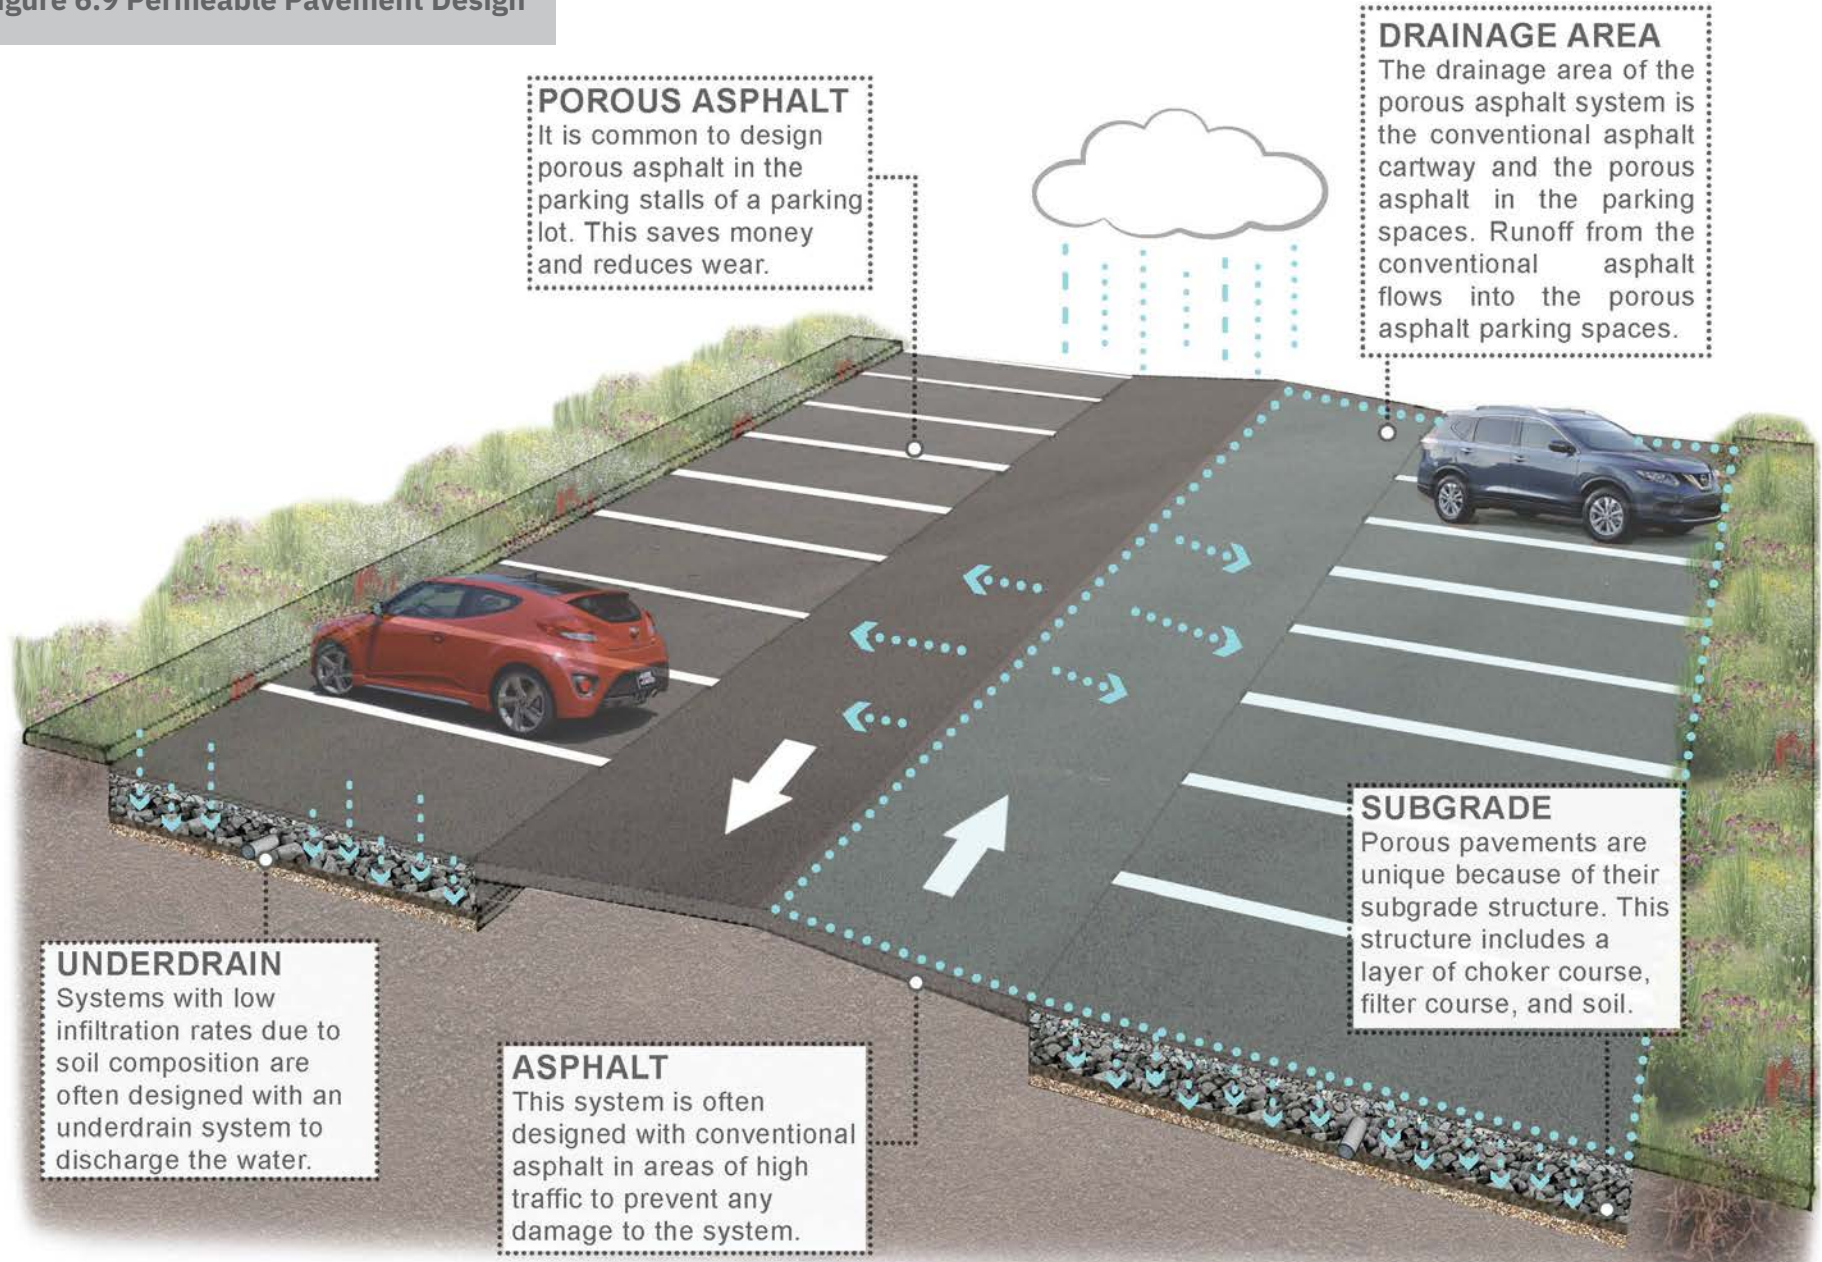 Figure 6.9 Permeable Pavement Design
POROUS ASPHALT
It is common to design
porous asphalt in the
parking stalls of a parking
lot. This saves money
and reduces wear.
DRAINAGE AREA
The drainage area of the
porous asphalt system is
the conventional asphalt
cartway and the porous
asphalt in the parking
spaces. Runoff from the
conventional asphalt
flows into the porous
asphalt parking spaces.
SUBGRADE
Porous pavements are
unique because of their
subgrade structure. This
structure includes a
layer of choker course,
filter course, and soil.
UNDERDRAIN
Systems with low
infiltration rates due to
soil composition are
often designed with an
underdrain system to
discharge the water.
ASPHALT
This system is often
designed with conventional
asphalt in areas of high
traffic to prevent any
damage to the system.